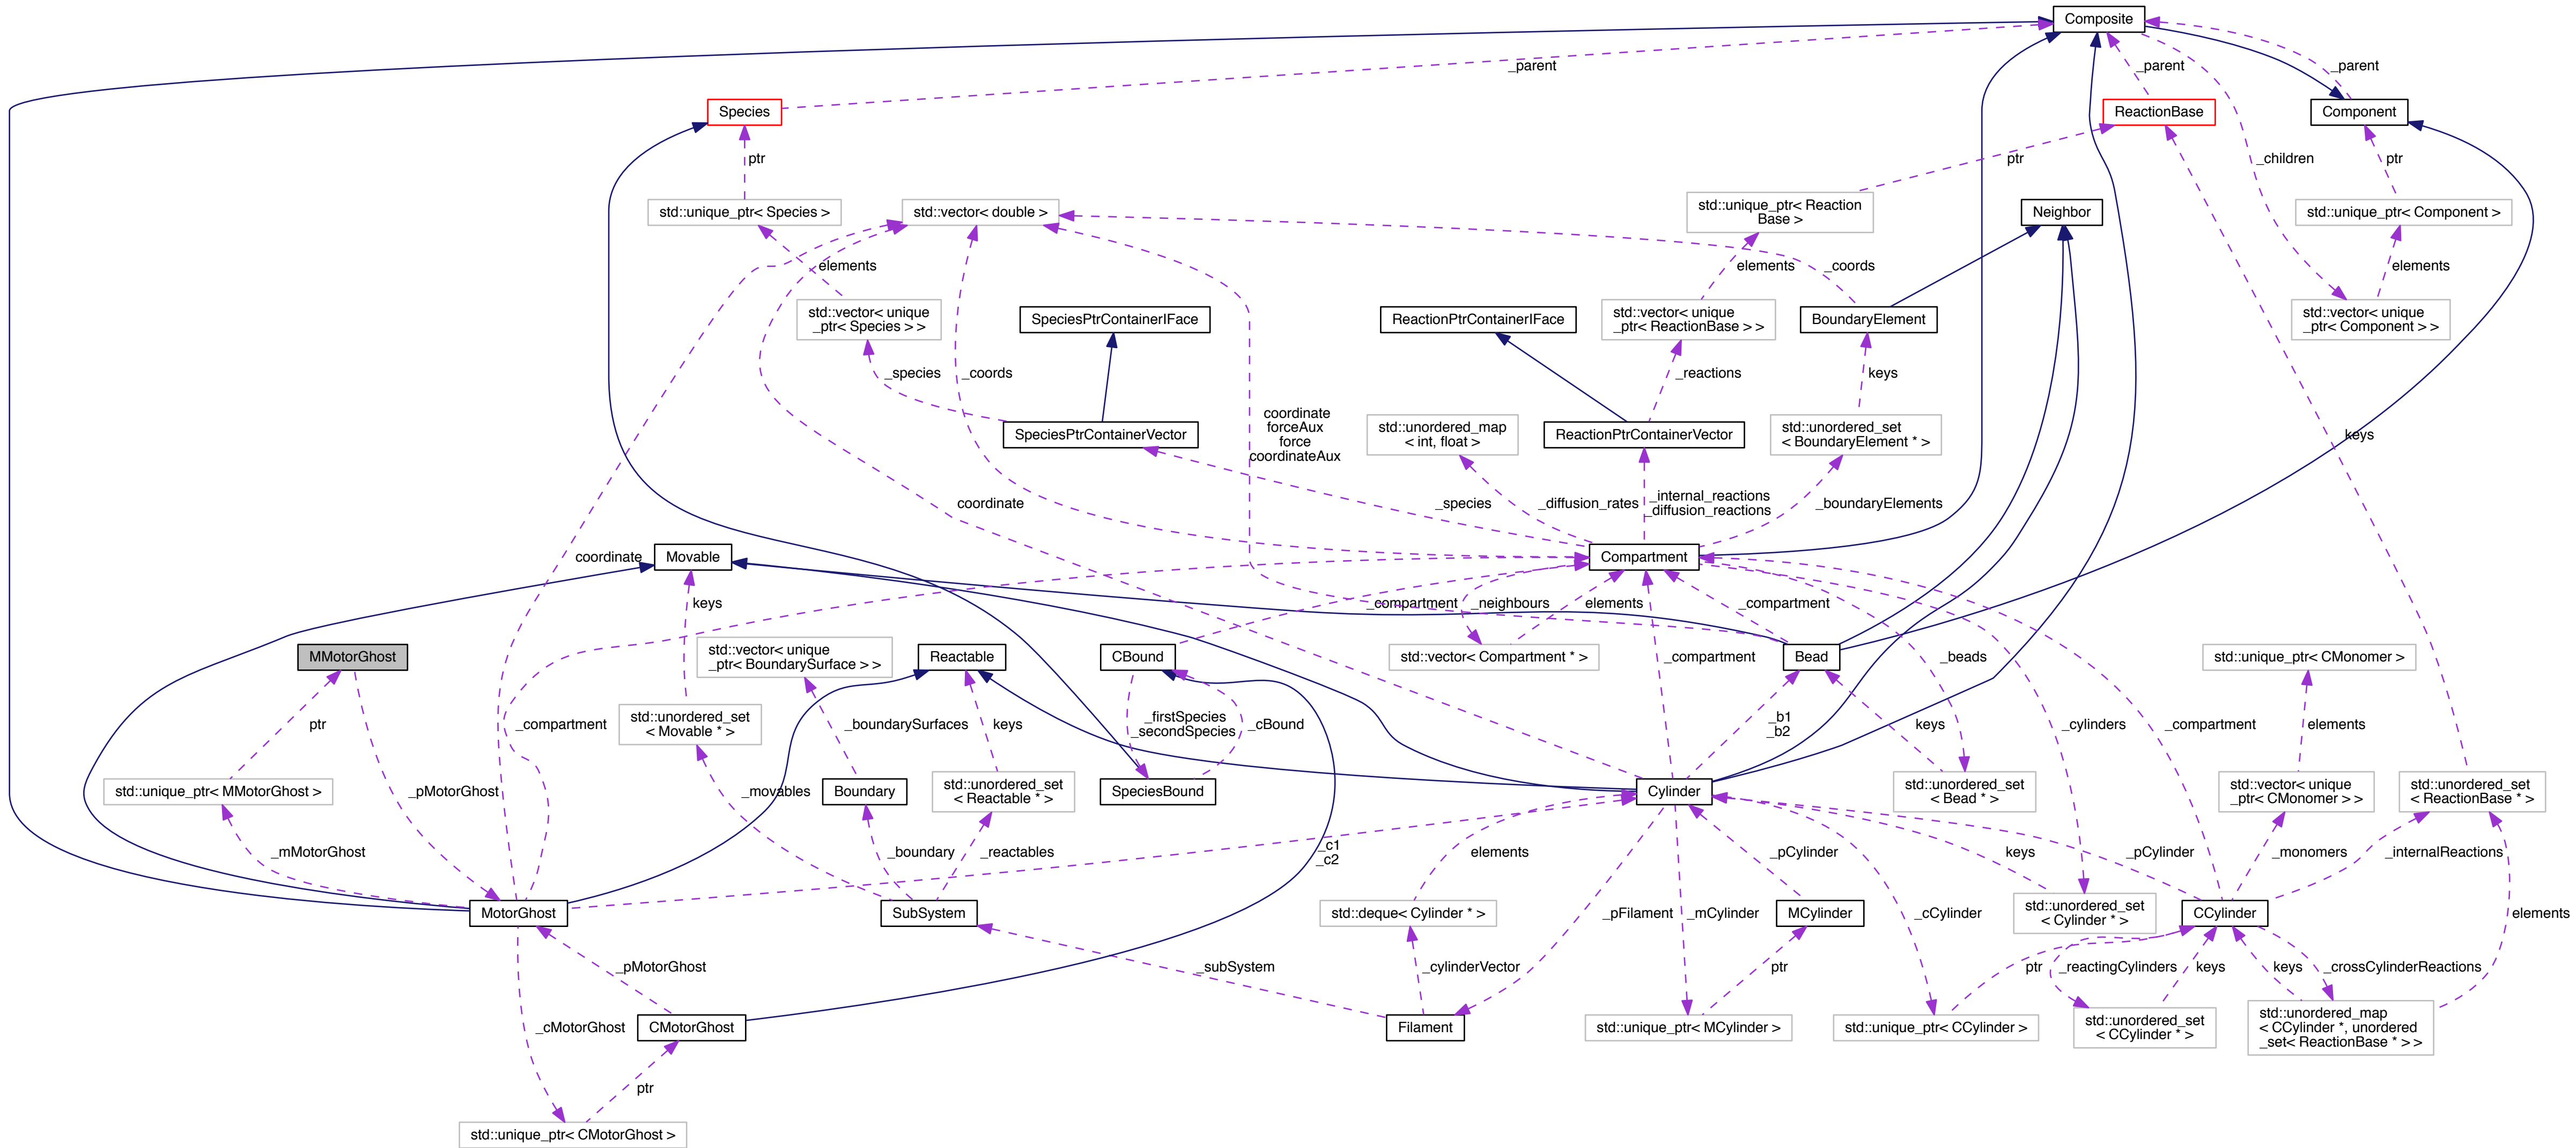 Composite
_parent
_parent
_parent
Species
ReactionBase
Component
ptr
ptr
_children
ptr
std::unique_ptr< Species >
std::vector< double >
std::unique_ptr< Reaction
Base >
Neighbor
std::unique_ptr< Component >
elements
elements
_coords
elements
std::vector< unique
_ptr< Species > >
SpeciesPtrContainerIFace
ReactionPtrContainerIFace
std::vector< unique
_ptr< ReactionBase > >
BoundaryElement
std::vector< unique
_ptr< Component > >
_species
_coords
_reactions
keys
coordinate
forceAux
force
coordinateAux
SpeciesPtrContainerVector
std::unordered_map
< int, float >
ReactionPtrContainerVector
std::unordered_set
< BoundaryElement * >
keys
coordinate
_species
_diffusion_rates
_internal_reactions
_diffusion_reactions
_boundaryElements
coordinate
Movable
Compartment
keys
_compartment
_neighbours
elements
_compartment
MMotorGhost
std::vector< unique
_ptr< BoundarySurface > >
Reactable
CBound
std::vector< Compartment * >
_compartment
Bead
_beads
std::unique_ptr< CMonomer >
ptr
_compartment
std::unordered_set
< Movable * >
_boundarySurfaces
keys
_firstSpecies
_secondSpecies
_cBound
_b1
_b2
keys
_cylinders
_compartment
elements
std::unique_ptr< MMotorGhost >
_pMotorGhost
_movables
Boundary
std::unordered_set
< Reactable * >
SpeciesBound
Cylinder
std::unordered_set
< Bead * >
std::vector< unique
_ptr< CMonomer > >
std::unordered_set
< ReactionBase * >
_mMotorGhost
_boundary
_reactables
_c1
_c2
elements
_pCylinder
keys
_pCylinder
_monomers
_internalReactions
MotorGhost
SubSystem
std::deque< Cylinder * >
_pFilament
_mCylinder
MCylinder
_cCylinder
std::unordered_set
< Cylinder * >
CCylinder
elements
_pMotorGhost
_subSystem
_cylinderVector
ptr
ptr
_reactingCylinders
keys
keys
_crossCylinderReactions
_cMotorGhost
CMotorGhost
Filament
std::unique_ptr< MCylinder >
std::unique_ptr< CCylinder >
std::unordered_set
< CCylinder * >
std::unordered_map
< CCylinder *, unordered
_set< ReactionBase * > >
ptr
std::unique_ptr< CMotorGhost >